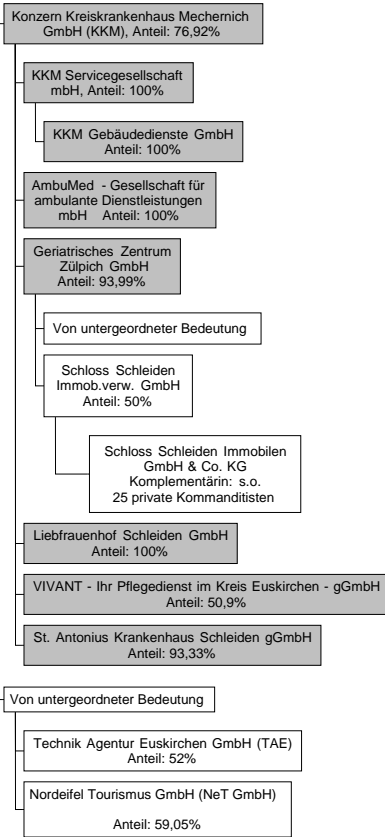 Konzern Kreiskrankenhaus Mechernich
GmbH (KKM), Anteil: 76,92%
KKM Servicegesellschaft
mbH, Anteil: 100%
KKM Gebäudedienste GmbH
Anteil: 100%
AmbuMed - Gesellschaft für
ambulante Dienstleistungen
mbH Anteil: 100%
Geriatrisches Zentrum
Zülpich GmbH
Anteil: 93,99%
Von untergeordneter Bedeutung
Schloss Schleiden
Immob.verw. GmbH
Anteil: 50%
Schloss Schleiden Immobilen
GmbH & Co. KG
Komplementärin: s.o.
25 private Kommanditisten
Liebfrauenhof Schleiden GmbH
Anteil: 100%
VIVANT - Ihr Pflegedienst im Kreis Euskirchen - gGmbH
Anteil: 50,9%
St. Antonius Krankenhaus Schleiden gGmbH
Anteil: 93,33%
Von untergeordneter Bedeutung
Technik Agentur Euskirchen GmbH (TAE)
Anteil: 52%
Nordeifel Tourismus GmbH (NeT GmbH)
Anteil: 59,05%